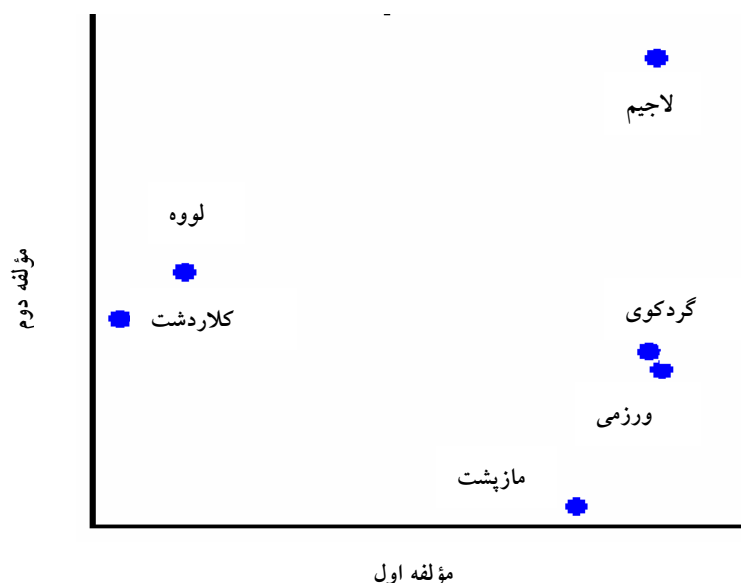 لاجیم
لووه
گردکوی
کلاردشت
ورزمی
مازپشت
مؤلفه دوم
مؤلفه اول